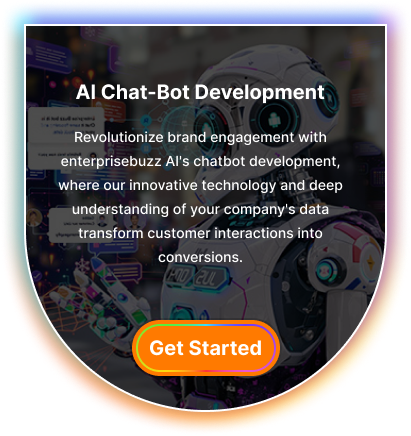 AI Chat-Bot Development
Revolutionize brand engagement with
enterprisebuzz AI's chatbot development,
where our innovative technology and deep
understanding of your company's data
transform customer interactions into
conversions.
Get Started